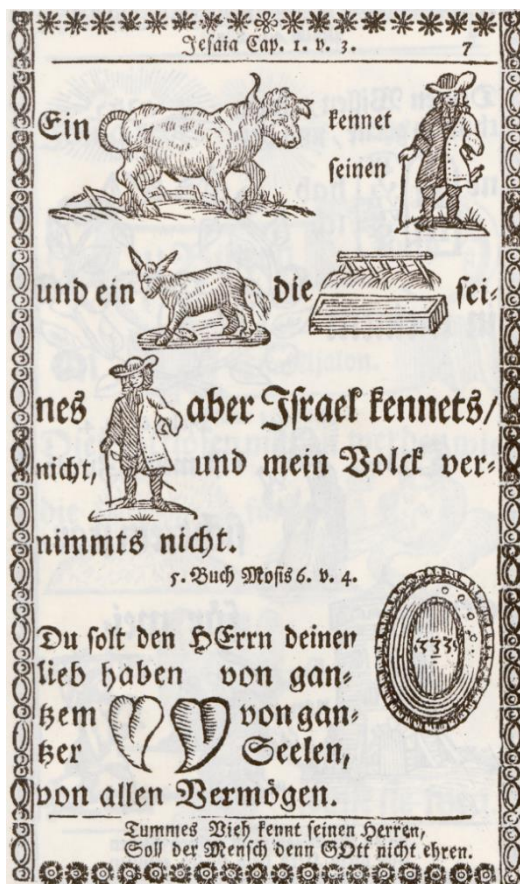 Jesaia Cap. 1. v. 3. 7
Ein kennet
seinen
und ein die sei⸗
nes aber Israel kennets/
nicht, und mein Volck ver⸗
nimmts nicht.
5. Buch Mosis 6. v. 4.
Du solt den HErrn deinen
lieb haben von gan⸗
tzem von gan⸗
tzer Seelen,
von allen Vermögen.
Tummes Vieh kennt seinen Herren,
Soll der Mensch denn GOtt nicht ehren.